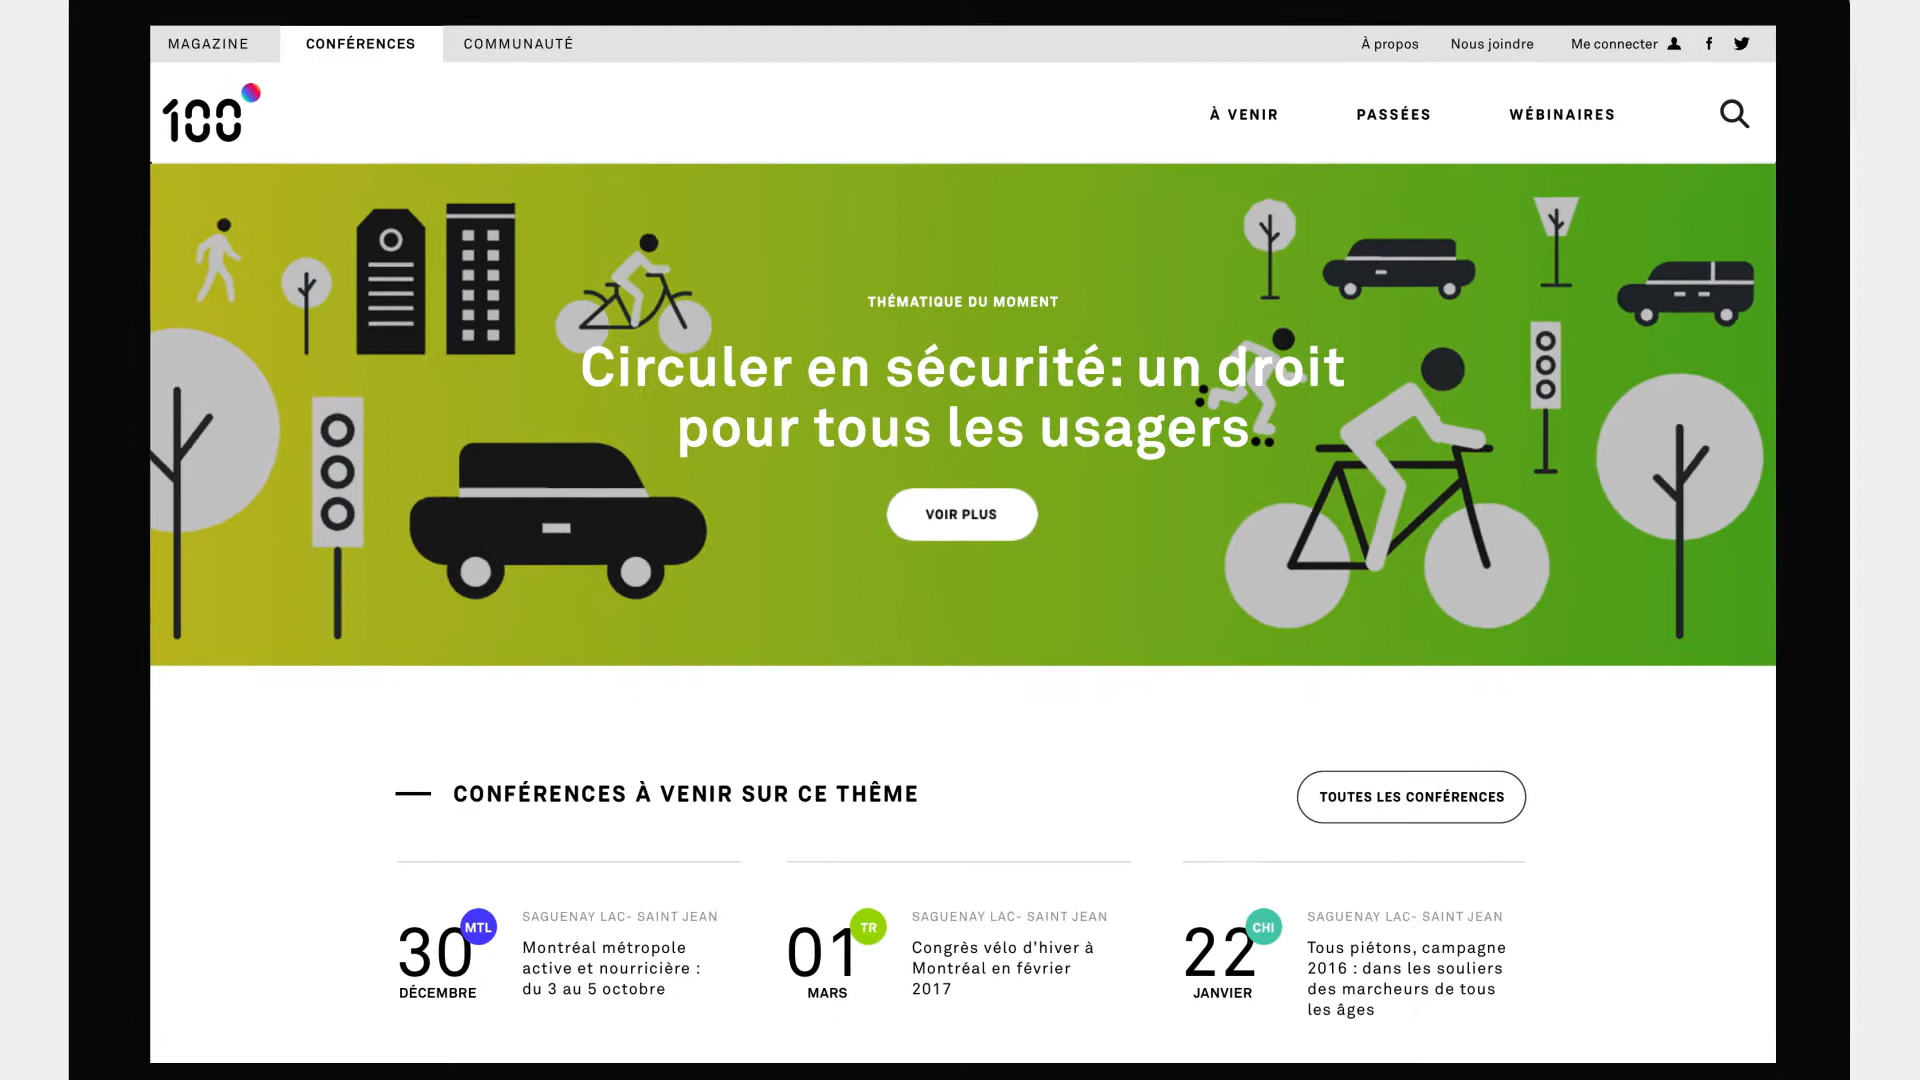 MAGAZINE
CONFÉRENCES
COMMUNAUTÉ
À propos
Nous joindre
Me connecter
100
À VENIR
PASSÉES
WÉBINAIRES
THÉMATIQUE DU MOMENT
Circuler en sécurité: un droit
pour tous les usagers
VOIR PLUS
CONFÉRENCES À VENIR SUR CE THÊME
TOUTES LES CONFÉRENCES
30
MTL
DÉCEMBRE
SAGUENAY LAC- SAINT JEAN
Montréal métropole
active et nourricière :
du 3 au 5 octobre
01
TR
MARS
SAGUENAY LAC- SAINT JEAN
Congrès vélo d'hiver à
Montréal en février
2017
22
CHI
JANVIER
SAGUENAY LAC- SAINT JEAN
Tous piétons, campagne
2016 : dans les souliers
des marcheurs de tous
les âges